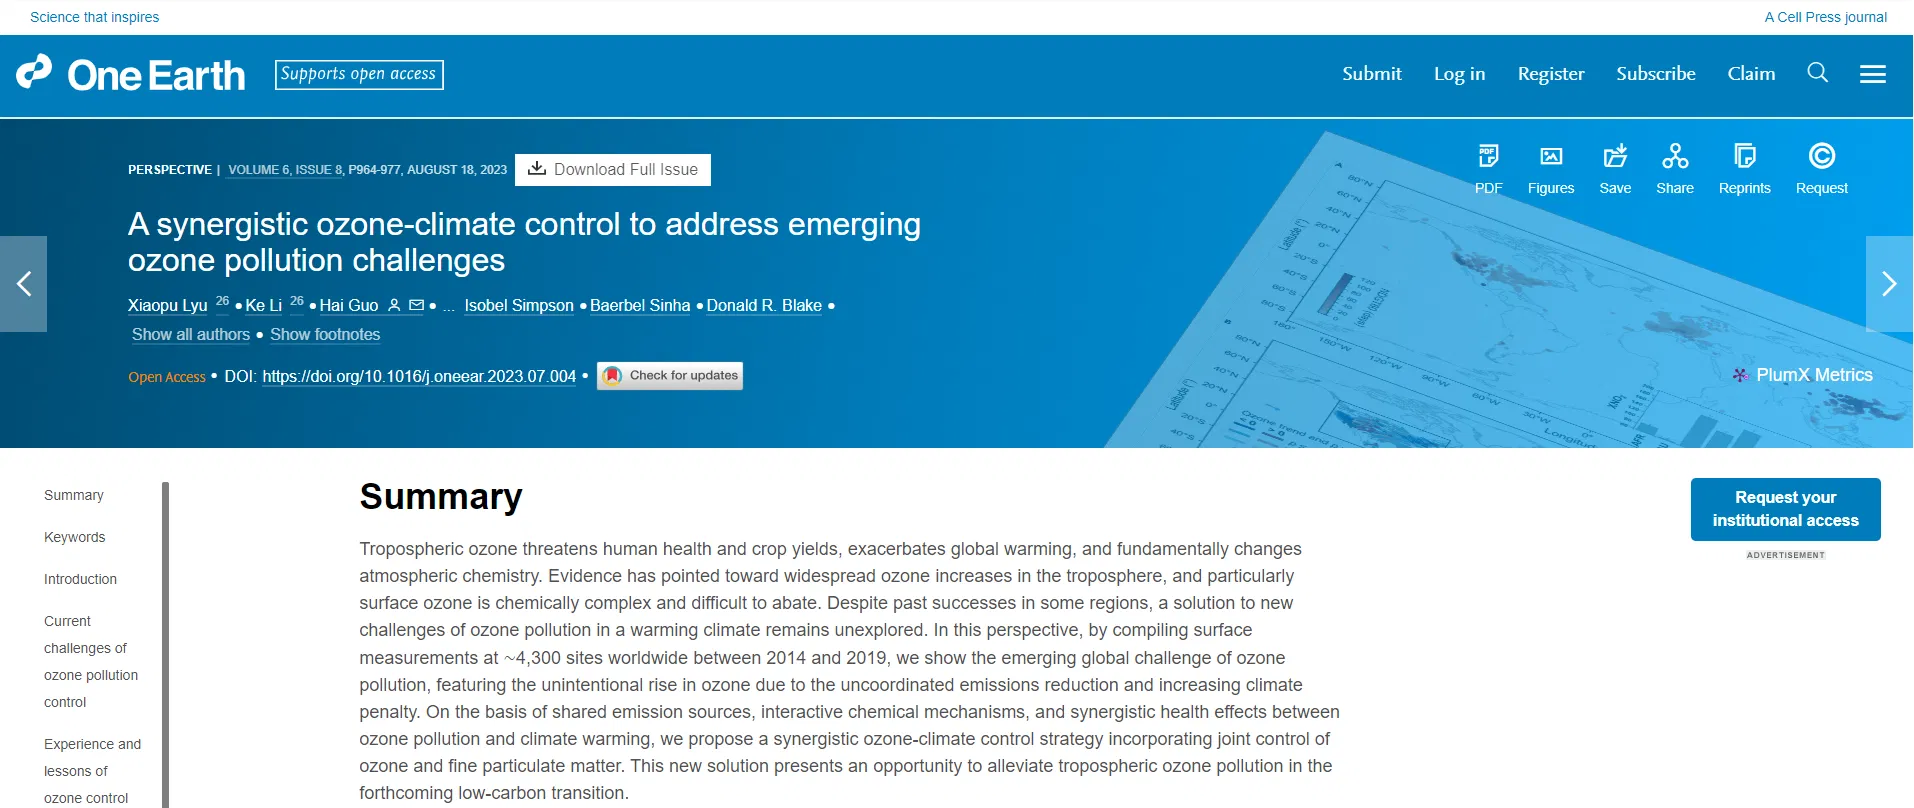 Science that inspires
A Cell Press journal
One Earth
Supports open access
Submit
Log in
Register
Subscribe
Claim
PERSPECTIVE | VOLUME 6, ISSUE 8, P964-977, AUGUST 18, 2023
Download Full Issue
PDF
PDF
Figures
Save
Share
Reprints
Request
A synergistic ozone-climate control to address emerging
ozone pollution challenges
Xiaopu Lyu 26 • Ke Li 26 • Hai Guo • ... Isobel Simpson • Baerbel Sinha • Donald R. Blake •
Show all authors • Show footnotes
Open Access • DOI: https://doi.org/10.1016/j.oneear.2023.07.004 •
Check for updates
PlumX Metrics
Summary
Keywords
Introduction
Current
challenges of
ozone pollution
control
Experience and
lessons of
ozone control
Summary
Tropospheric ozone threatens human health and crop yields, exacerbates global warming, and fundamentally changes
atmospheric chemistry. Evidence has pointed toward widespread ozone increases in the troposphere, and particularly
surface ozone is chemically complex and difficult to abate. Despite past successes in some regions, a solution to new
challenges of ozone pollution in a warming climate remains unexplored. In this perspective, by compiling surface
measurements at ~4,300 sites worldwide between 2014 and 2019, we show the emerging global challenge of ozone
pollution, featuring the unintentional rise in ozone due to the uncoordinated emissions reduction and increasing climate
penalty. On the basis of shared emission sources, interactive chemical mechanisms, and synergistic health effects between
ozone pollution and climate warming, we propose a synergistic ozone-climate control strategy incorporating joint control of
ozone and fine particulate matter. This new solution presents an opportunity to alleviate tropospheric ozone pollution in the
forthcoming low-carbon transition.
Request your
institutional access
ADVERTISEMENT